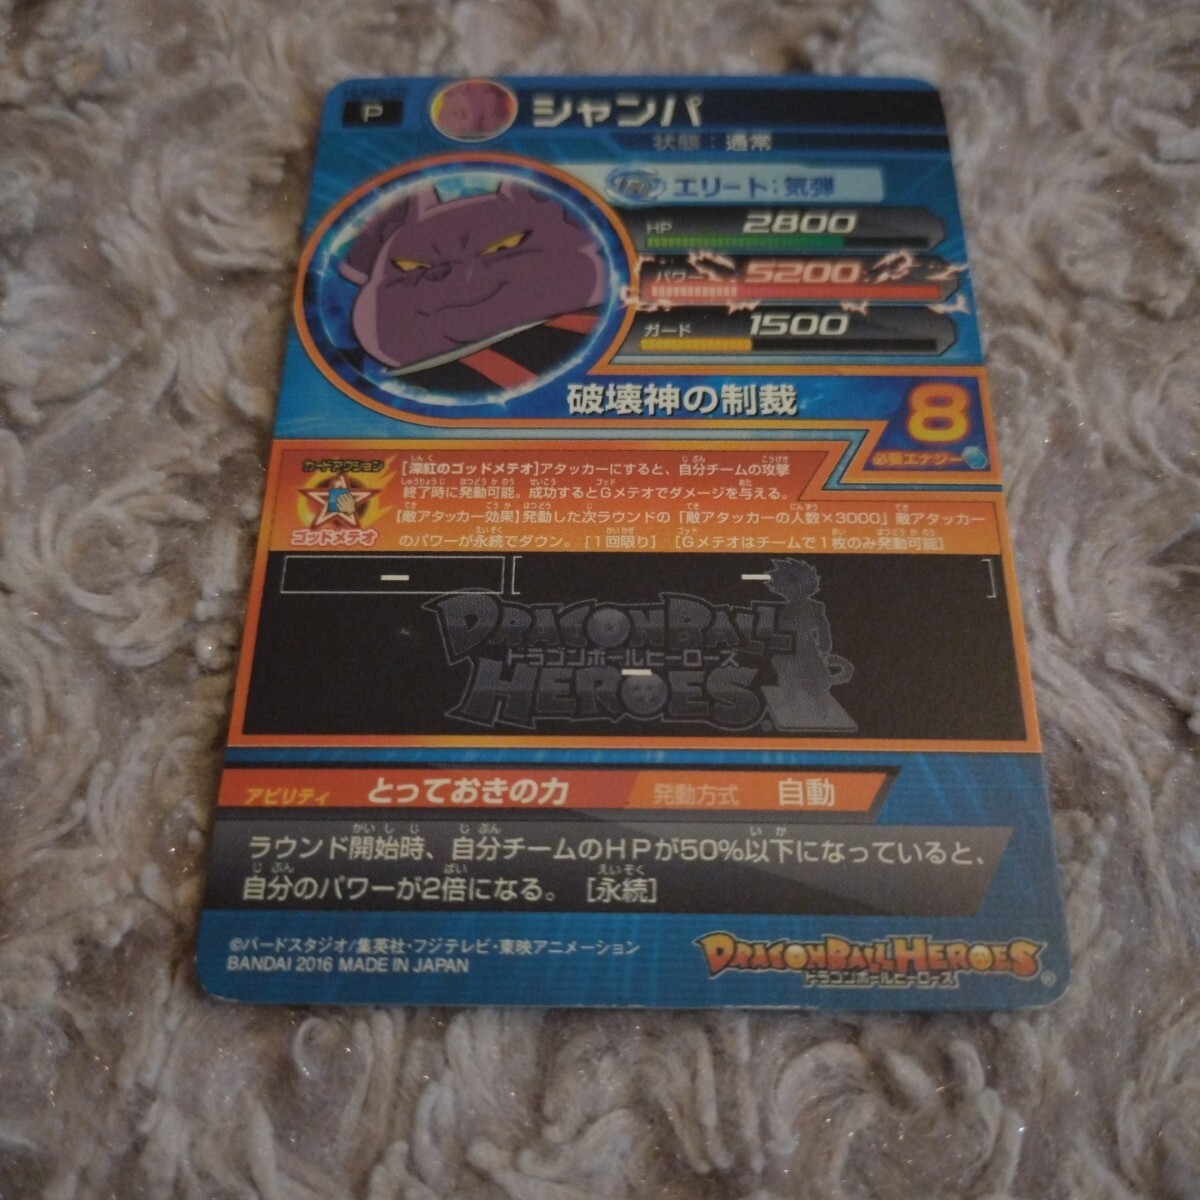 P
シャンパ
状態：通常
エリート：気弾
HP 2800
パワー 5200
ガード 1500
破壊神の制裁
8
必要エナジー
カードアクション
ゴッドメテオ
[深紅のゴッドメテオ]アタッカーにすると、自分チームの攻撃
終了時に発動可能。成功するとGメテオでダメージを与える。
【敵アタッカー効果】発動した次ラウンドの「敵アタッカーの人数×3000」敵アタッカー
のパワーが永続でダウン。［1回限り］［Gメテオはチームで1枚のみ発動可能］
ー ー
DRAGON BALL
ドラゴンボールヒーローズ
HEROES
ー
アビリティ とっておきの力 発動方式 自動
ラウンド開始時、自分チームのHPが50%以下になっていると、
自分のパワーが2倍になる。［永続］
©バードスタジオ/集英社・フジテレビ・東映アニメーション
BANDAI 2016 MADE IN JAPAN
DRAGON BALL HEROES
ドラゴンボールヒーローズ